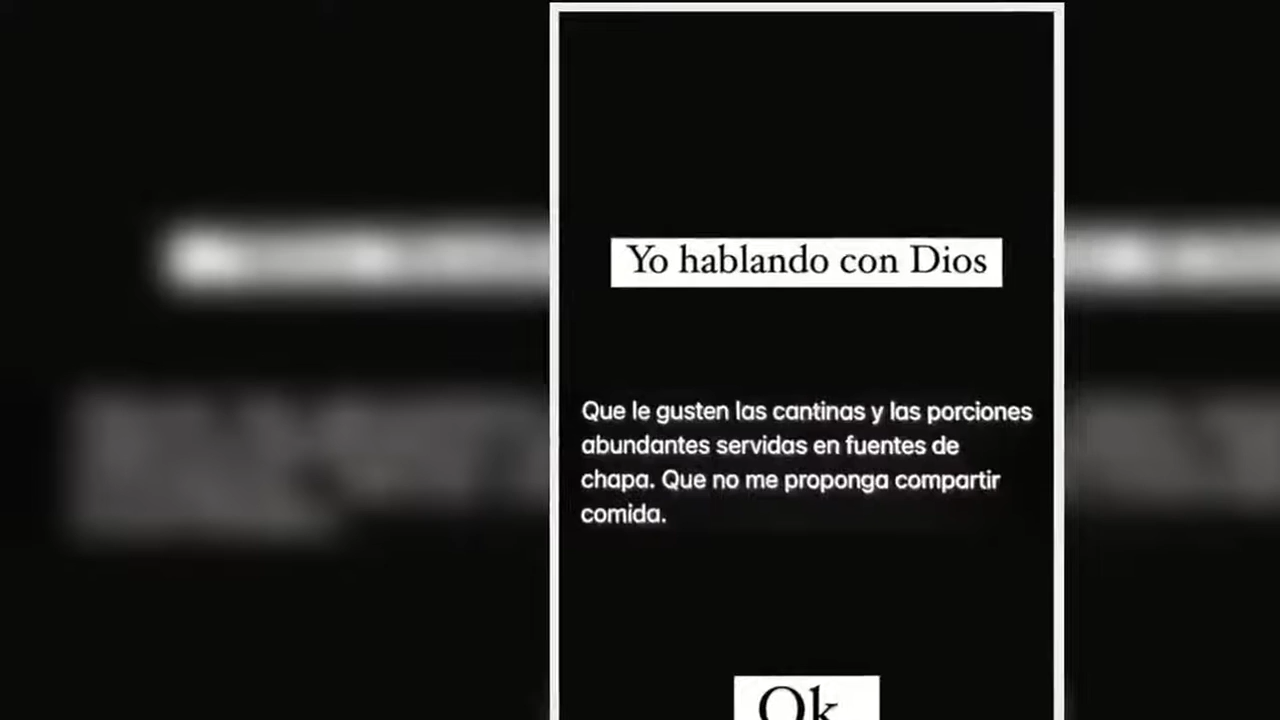 Yo hablando con Dios
Que le gusten las cantinas y las porciones
abundantes servidas en fuentes de
chapa. Que no me proponga compartir
comida.
Ok